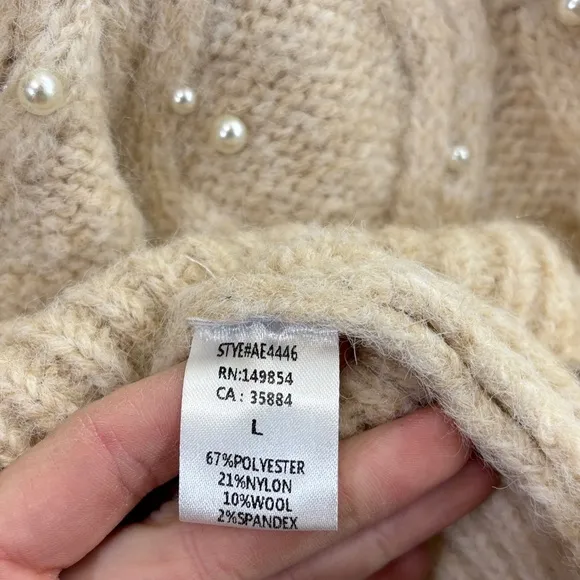 STYE#AE4446
RN:149854
CA: 35884
L
67%POLYESTER
21%NYLON
10%WOOL
2%SPANDEX